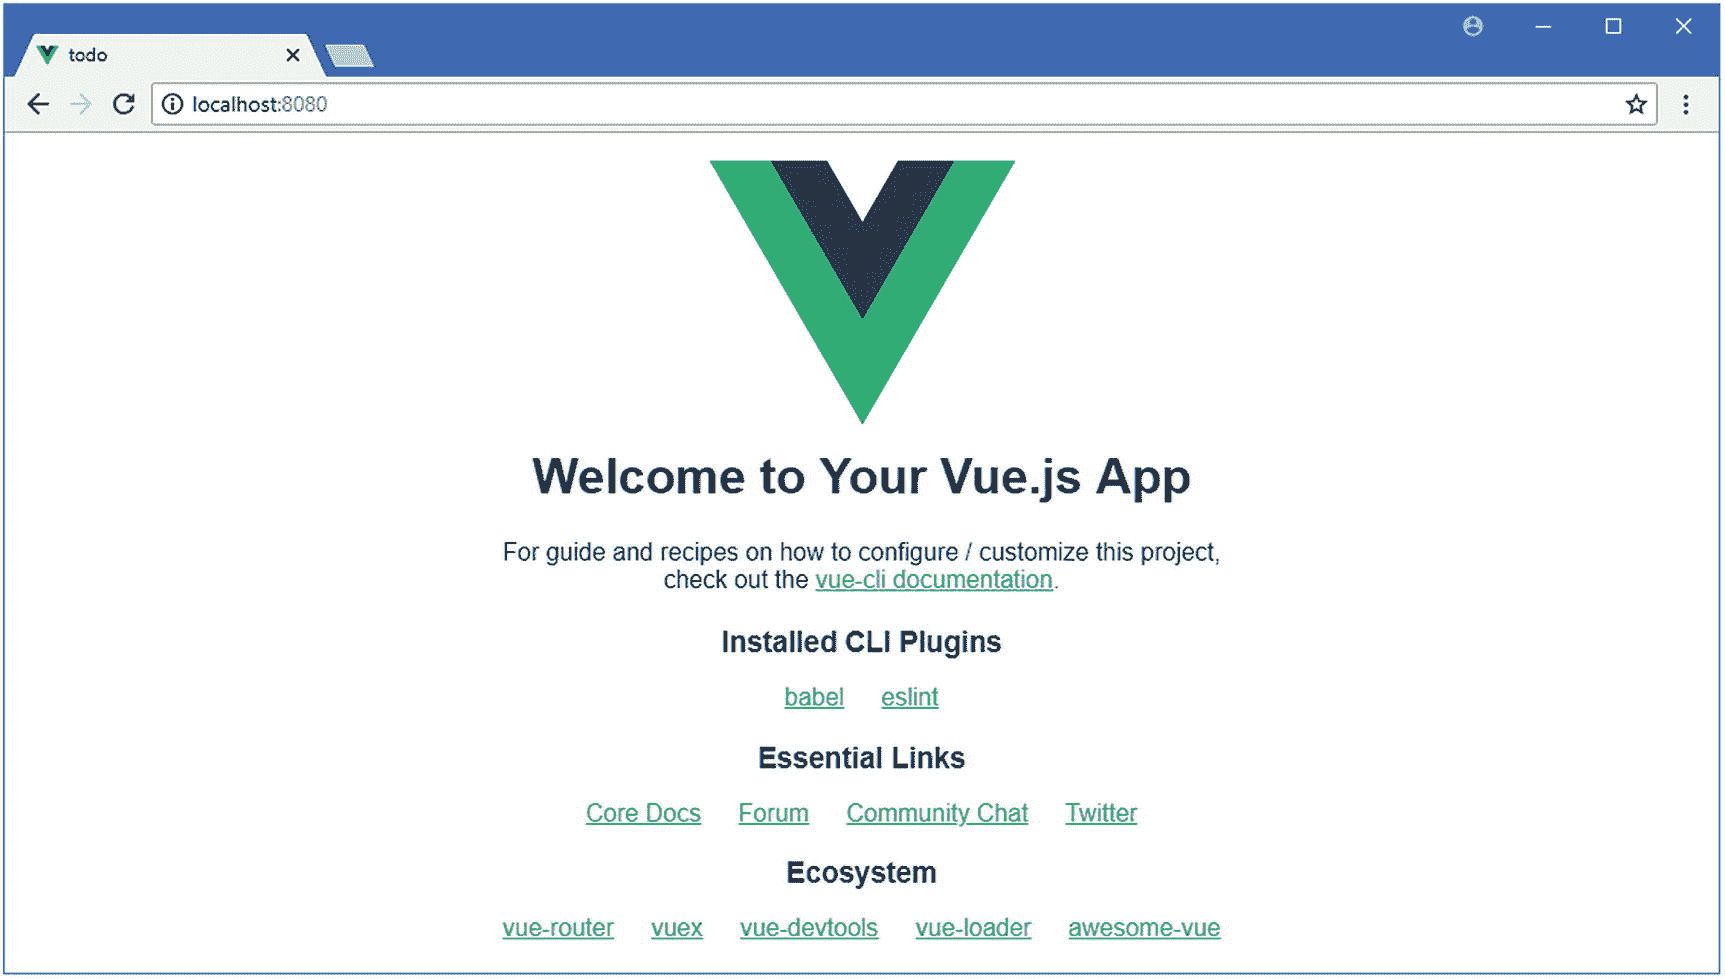 todo
localhost:8080
Welcome to Your Vue.js App
For guide and recipes on how to configure / customize this project,
check out the vue-cli documentation.
Installed CLI Plugins
babel eslint
Essential Links
Core Docs Forum Community Chat Twitter
Ecosystem
vue-router vuex vue-devtools vue-loader awesome-vue